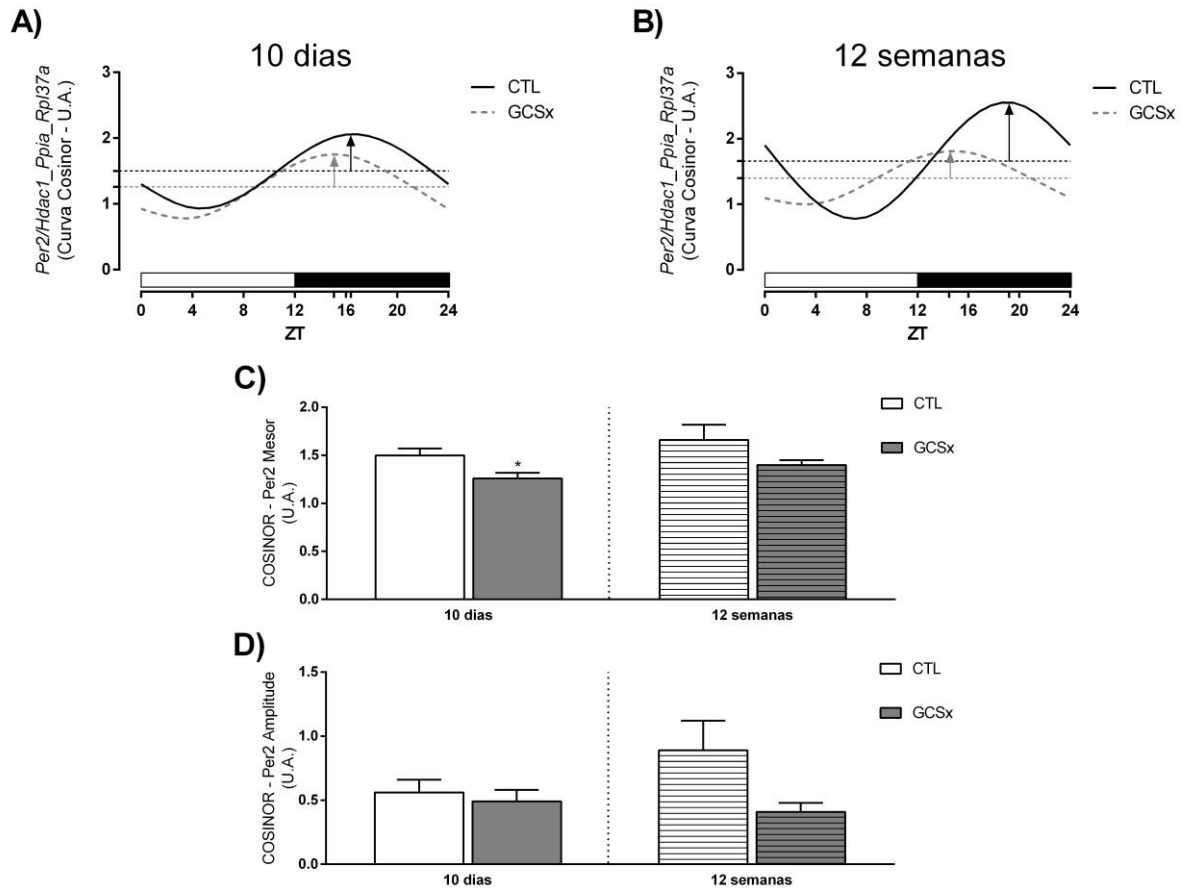 A)
10 dias
Per2/Hdac1_Ppia_Rpl37a
(Curva Cosinor - U.A.)
3
2
1
0
CTL
GCSx
0 4 8 12 16 20 24
ZT
B)
12 semanas
Per2/Hdac1_Ppia_Rpl37a
(Curva Cosinor - U.A.)
3
2
1
0
CTL
GCSx
0 4 8 12 16 20 24
ZT
C)
COSINOR - Per2 Mesor
(U.A.)
2.0
1.5
1.0
0.5
0.0
*
10 dias 12 semanas
CTL
GCSx
D)
COSINOR - Per2 Amplitude
(U.A.)
1.5
1.0
0.5
0.0
10 dias 12 semanas
CTL
GCSx